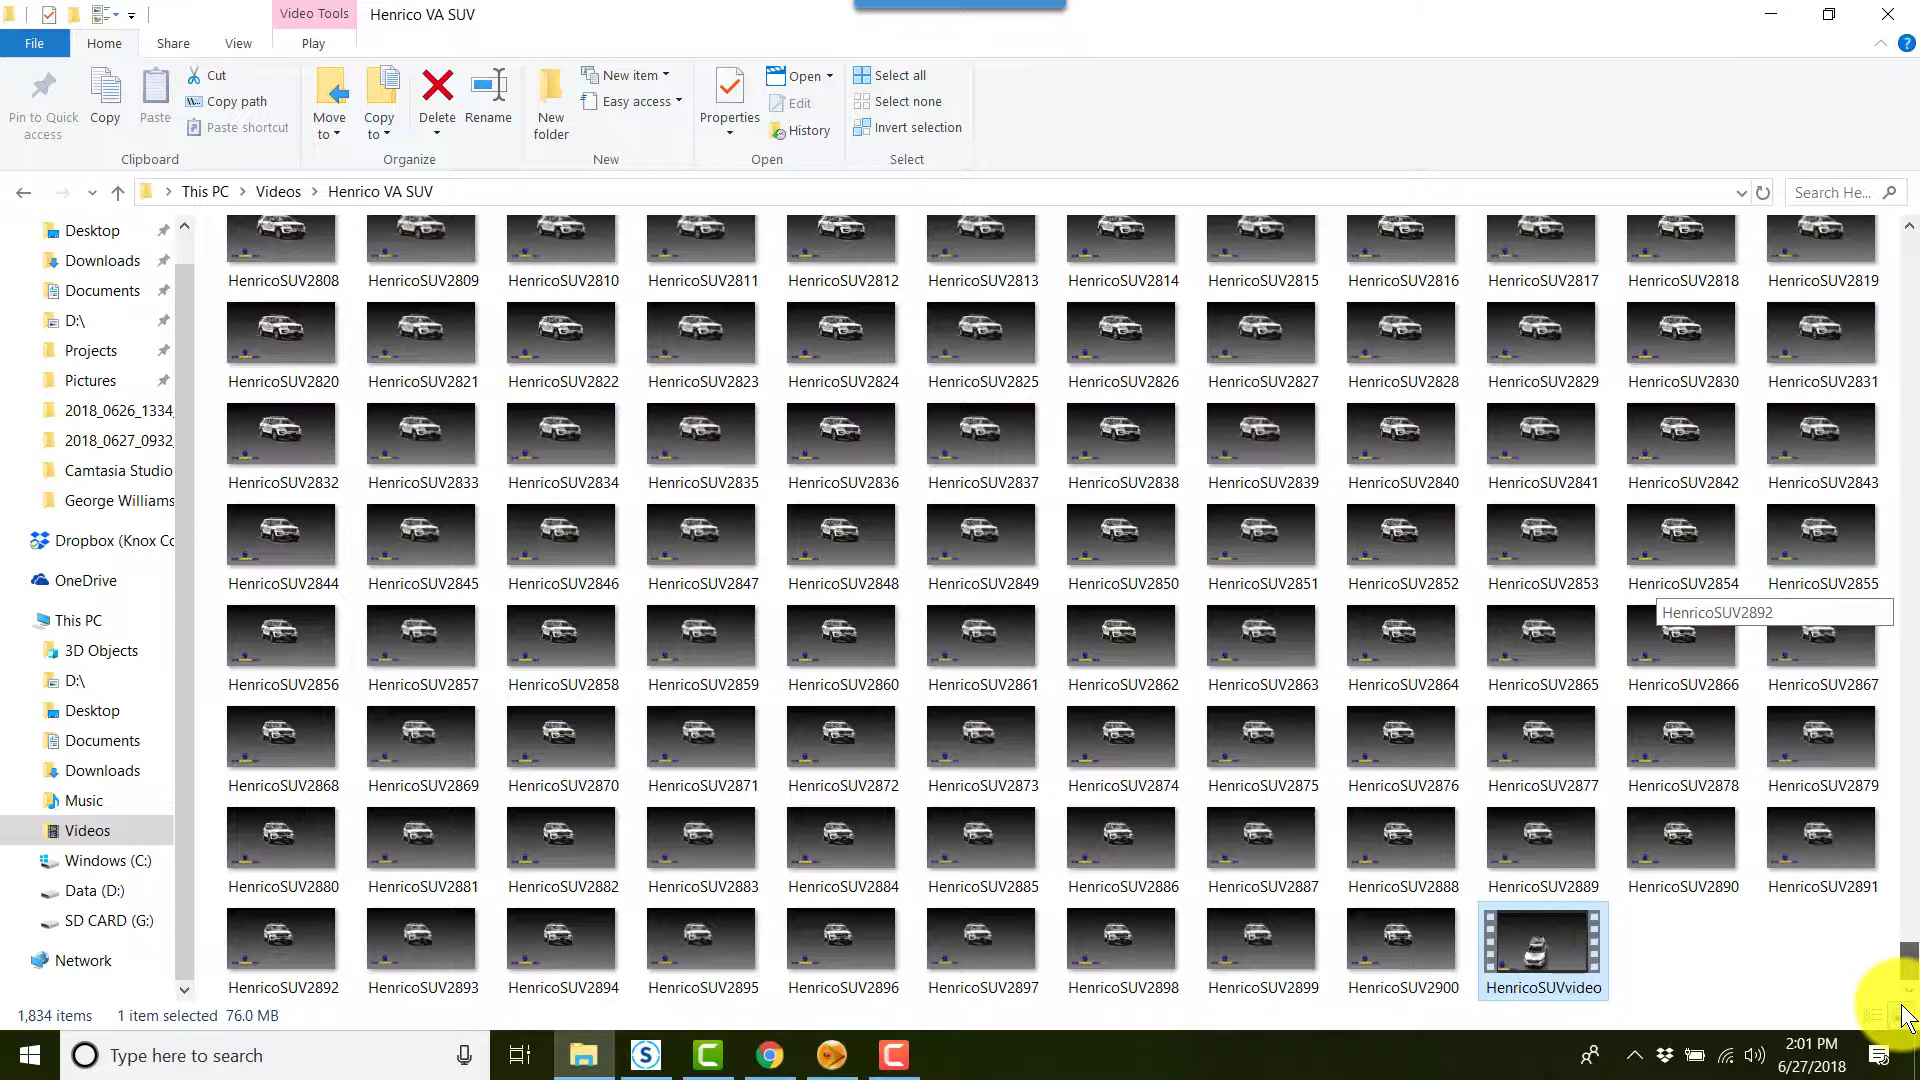 Video Tools
Henrico VA SUV
File
Home
Share
View
Play
Pin to Quick access
Copy
Paste
Cut
Copy path
Paste shortcut
Clipboard
Move to
Copy to
Delete
Rename
Organize
New folder
New item
Easy access
New
Properties
Open
Edit
History
Open
Select all
Select none
Invert selection
Select
This PC > Videos > Henrico VA SUV
Search He...
Desktop
Downloads
Documents
D:\
Projects
Pictures
2018_0626_1334_
2018_0627_0932_
Camtasia Studio
George Williams
Dropbox (Knox Co
OneDrive
This PC
3D Objects
D:\
Desktop
Documents
Downloads
Music
Videos
Windows (C:)
Data (D:)
SD CARD (G:)
Network
HenricoSUV2808 HenricoSUV2809 HenricoSUV2810 HenricoSUV2811 HenricoSUV2812 HenricoSUV2813 HenricoSUV2814 HenricoSUV2815 HenricoSUV2816 HenricoSUV2817 HenricoSUV2818 HenricoSUV2819
HenricoSUV2820 HenricoSUV2821 HenricoSUV2822 HenricoSUV2823 HenricoSUV2824 HenricoSUV2825 HenricoSUV2826 HenricoSUV2827 HenricoSUV2828 HenricoSUV2829 HenricoSUV2830 HenricoSUV2831
HenricoSUV2832 HenricoSUV2833 HenricoSUV2834 HenricoSUV2835 HenricoSUV2836 HenricoSUV2837 HenricoSUV2838 HenricoSUV2839 HenricoSUV2840 HenricoSUV2841 HenricoSUV2842 HenricoSUV2843
HenricoSUV2844 HenricoSUV2845 HenricoSUV2846 HenricoSUV2847 HenricoSUV2848 HenricoSUV2849 HenricoSUV2850 HenricoSUV2851 HenricoSUV2852 HenricoSUV2853 HenricoSUV2854 HenricoSUV2855
HenricoSUV2892
HenricoSUV2856 HenricoSUV2857 HenricoSUV2858 HenricoSUV2859 HenricoSUV2860 HenricoSUV2861 HenricoSUV2862 HenricoSUV2863 HenricoSUV2864 HenricoSUV2865 HenricoSUV2866 HenricoSUV2867
HenricoSUV2868 HenricoSUV2869 HenricoSUV2870 HenricoSUV2871 HenricoSUV2872 HenricoSUV2873 HenricoSUV2874 HenricoSUV2875 HenricoSUV2876 HenricoSUV2877 HenricoSUV2878 HenricoSUV2879
HenricoSUV2880 HenricoSUV2881 HenricoSUV2882 HenricoSUV2883 HenricoSUV2884 HenricoSUV2885 HenricoSUV2886 HenricoSUV2887 HenricoSUV2888 HenricoSUV2889 HenricoSUV2890 HenricoSUV2891
HenricoSUV2892 HenricoSUV2893 HenricoSUV2894 HenricoSUV2895 HenricoSUV2896 HenricoSUV2897 HenricoSUV2898 HenricoSUV2899 HenricoSUV2900 HenricoSUVvideo
1,834 items 1 item selected 76.0 MB
Type here to search
2:01 PM
6/27/2018